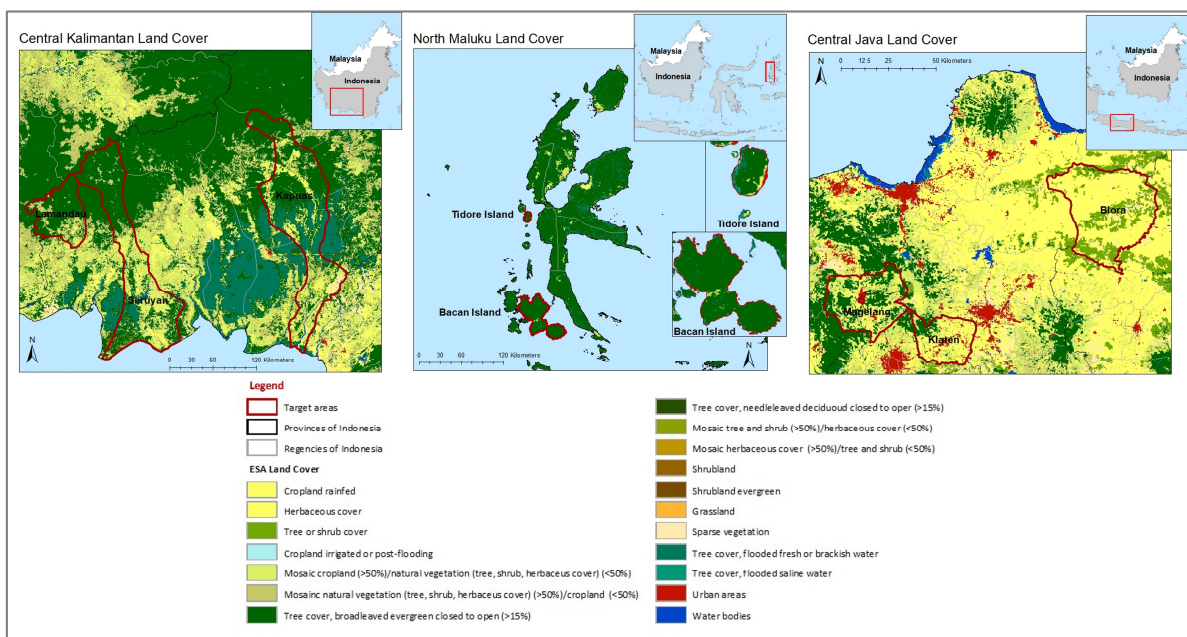 Central Kalimantan Land Cover
Malaysia
Indonesia
Lamandau
Kapuas
Seruyan
N
0 30 60 120 Kilometers
North Maluku Land Cover
Malaysia
Indonesia
Tidore Island
Tidore Island
Bacan Island
Bacan Island
0 30 60 120 Kilometers
N
Central Java Land Cover
0 12.5 25 50 Kilometers
N
Malaysia
Indonesia
Blora
Magelang
Klaten
Legend
Target areas
Provinces of Indonesia
Regencies of Indonesia
ESA Land Cover
Cropland rainfed
Herbaceous cover
Tree or shrub cover
Cropland irrigated or post-flooding
Mosaic cropland (>50%)/natural vegetation (tree, shrub, herbaceus cover) (<50%)
Mosainc natural vegetation (tree, shrub, herbaceus cover) (>50%)/cropland (<50%)
Tree cover, broadleaved evergreen closed to open (>15%)
Tree cover, needleleaved deciduoud closed to oper (>15%)
Mosaic tree and shrub (>50%)/herbaceous cover (<50%)
Mosaic herbaceous cover (>50%)/tree and shrub (<50%)
Shrubland
Shrubland evergreen
Grassland
Sparse vegetation
Tree cover, flooded fresh or brackish water
Tree cover, flooded saline water
Urban areas
Water bodies